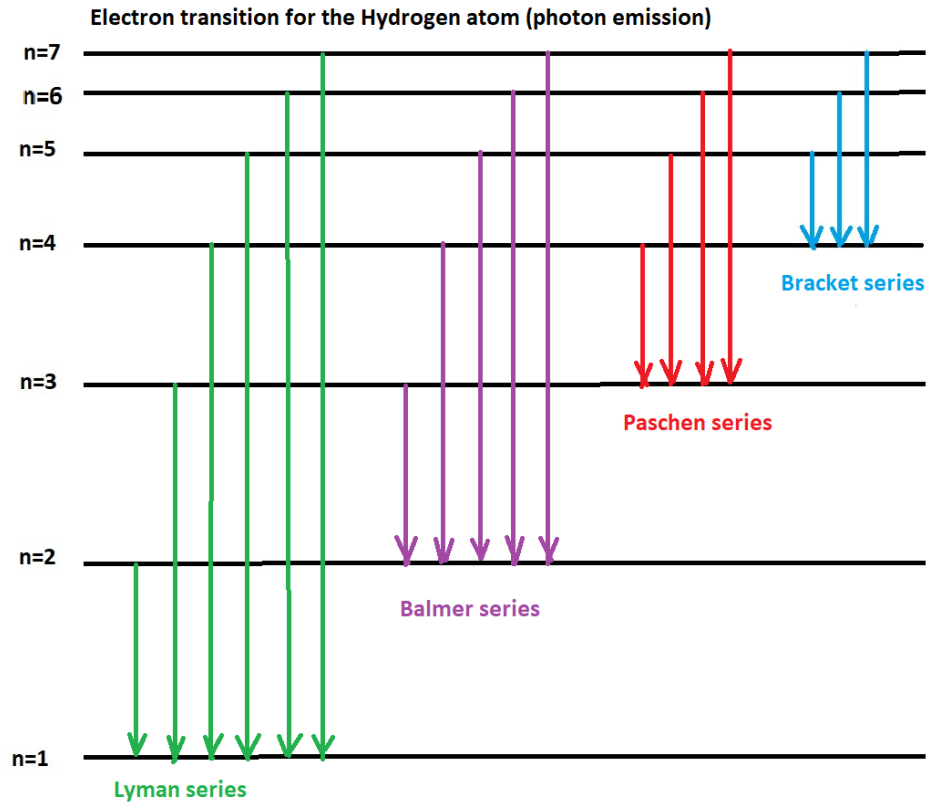 Electron transition for the Hydrogen atom (photon emission)
n=7
n=6
n=5
n=4
Bracket series
n=3
Paschen series
n=2
Balmer series
n=1
Lyman series